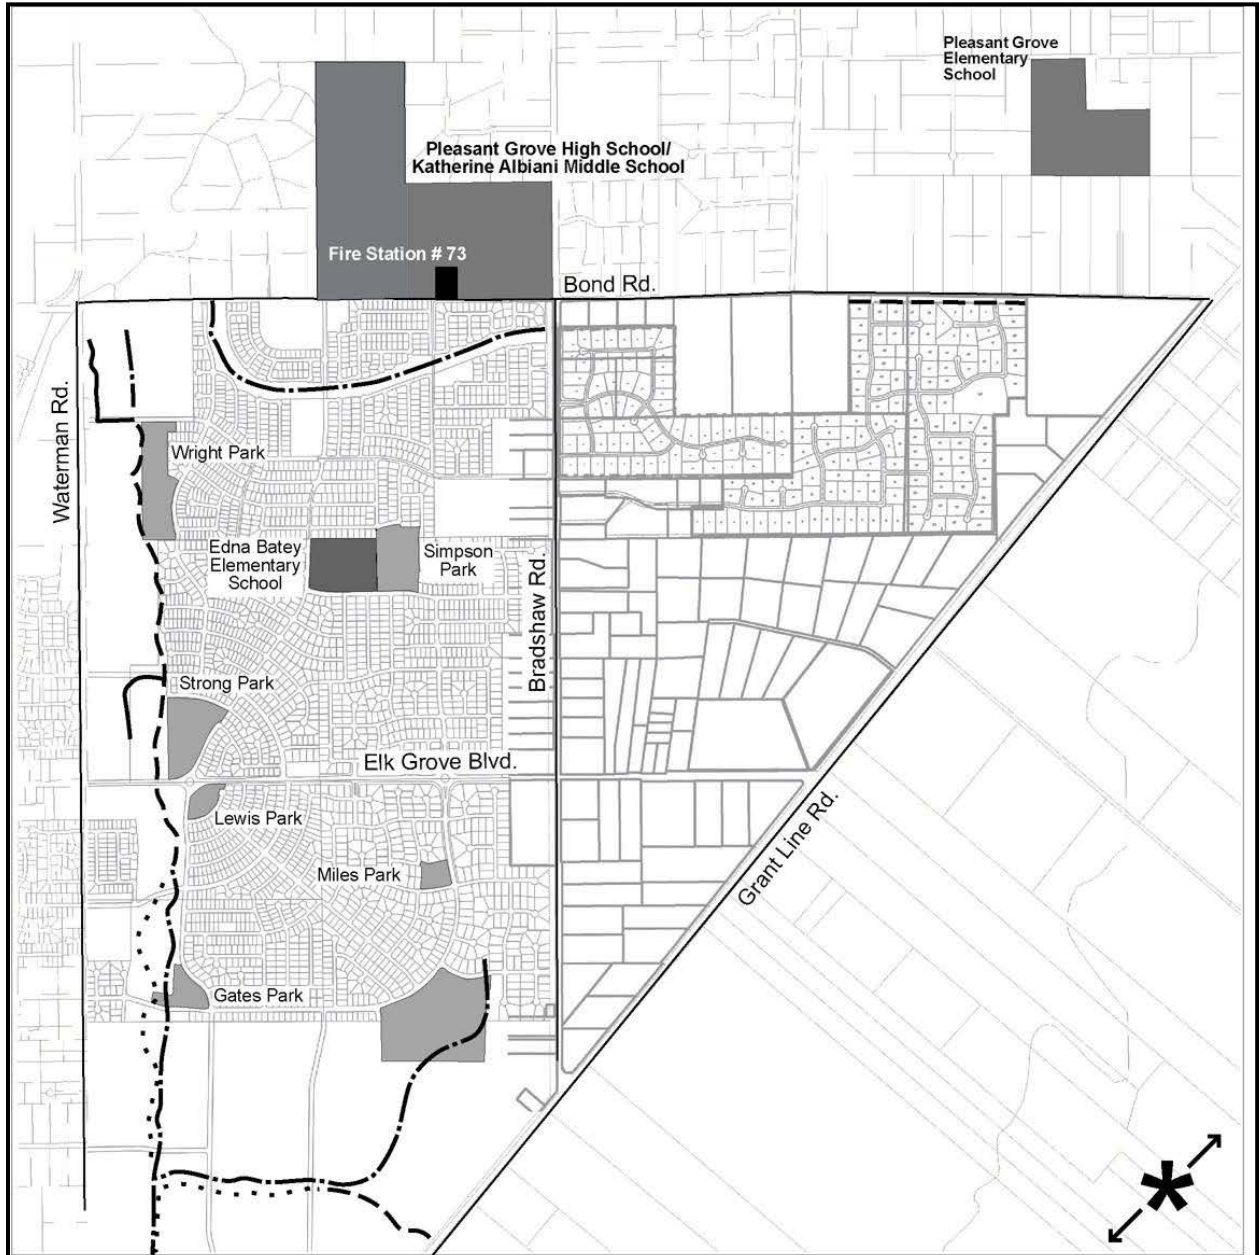 Pleasant Grove
Elementary
School
Pleasant Grove High School/
Katherine Albiani Middle School
Fire Station # 73
Bond Rd.
Waterman Rd.
Wright Park
Edna Batey
Elementary
School
Simpson
Park
Bradshaw Rd.
Strong Park
Elk Grove Blvd.
Lewis Park
Grant Line Rd.
Miles Park
Gates Park
*